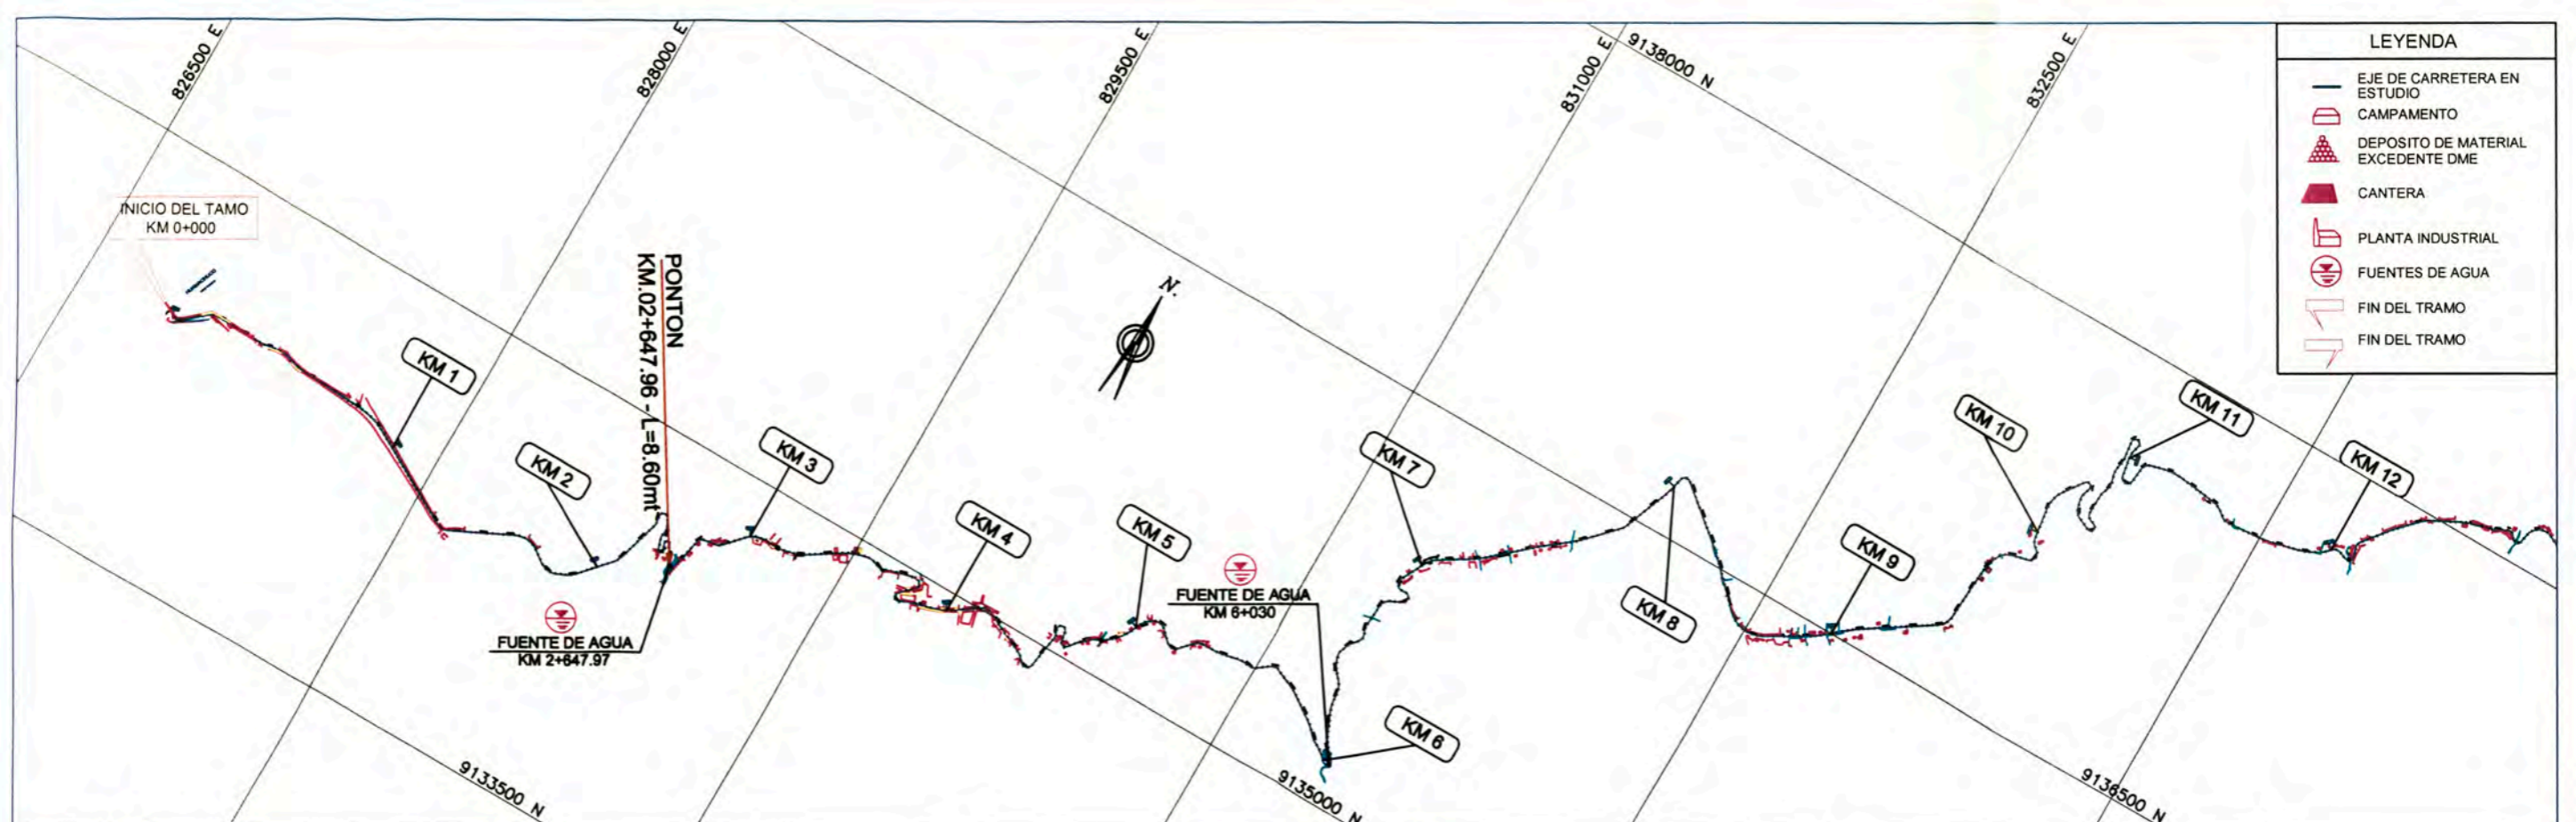 826500 E
828000 E
829500 E
831000 E
9138000 N
832500 E
LEYENDA
EJE DE CARRETERA EN
ESTUDIO
CAMPAMENTO
DEPOSITO DE MATERIAL
EXCEDENTE DME
CANTERA
PLANTA INDUSTRIAL
FUENTES DE AGUA
FIN DEL TRAMO
FIN DEL TRAMO
INICIO DEL TAMO
KM 0+000
PONTON
KM.02+647.96 - L=8.60mt
N.
KM 1
KM 2
KM 3
KM 4
KM 5
KM 6
KM 7
KM 8
KM 9
KM 10
KM 11
KM 12
FUENTE DE AGUA
KM 2+647.97
FUENTE DE AGUA
KM 6+030
9133500 N
9135000 N
9136500 N